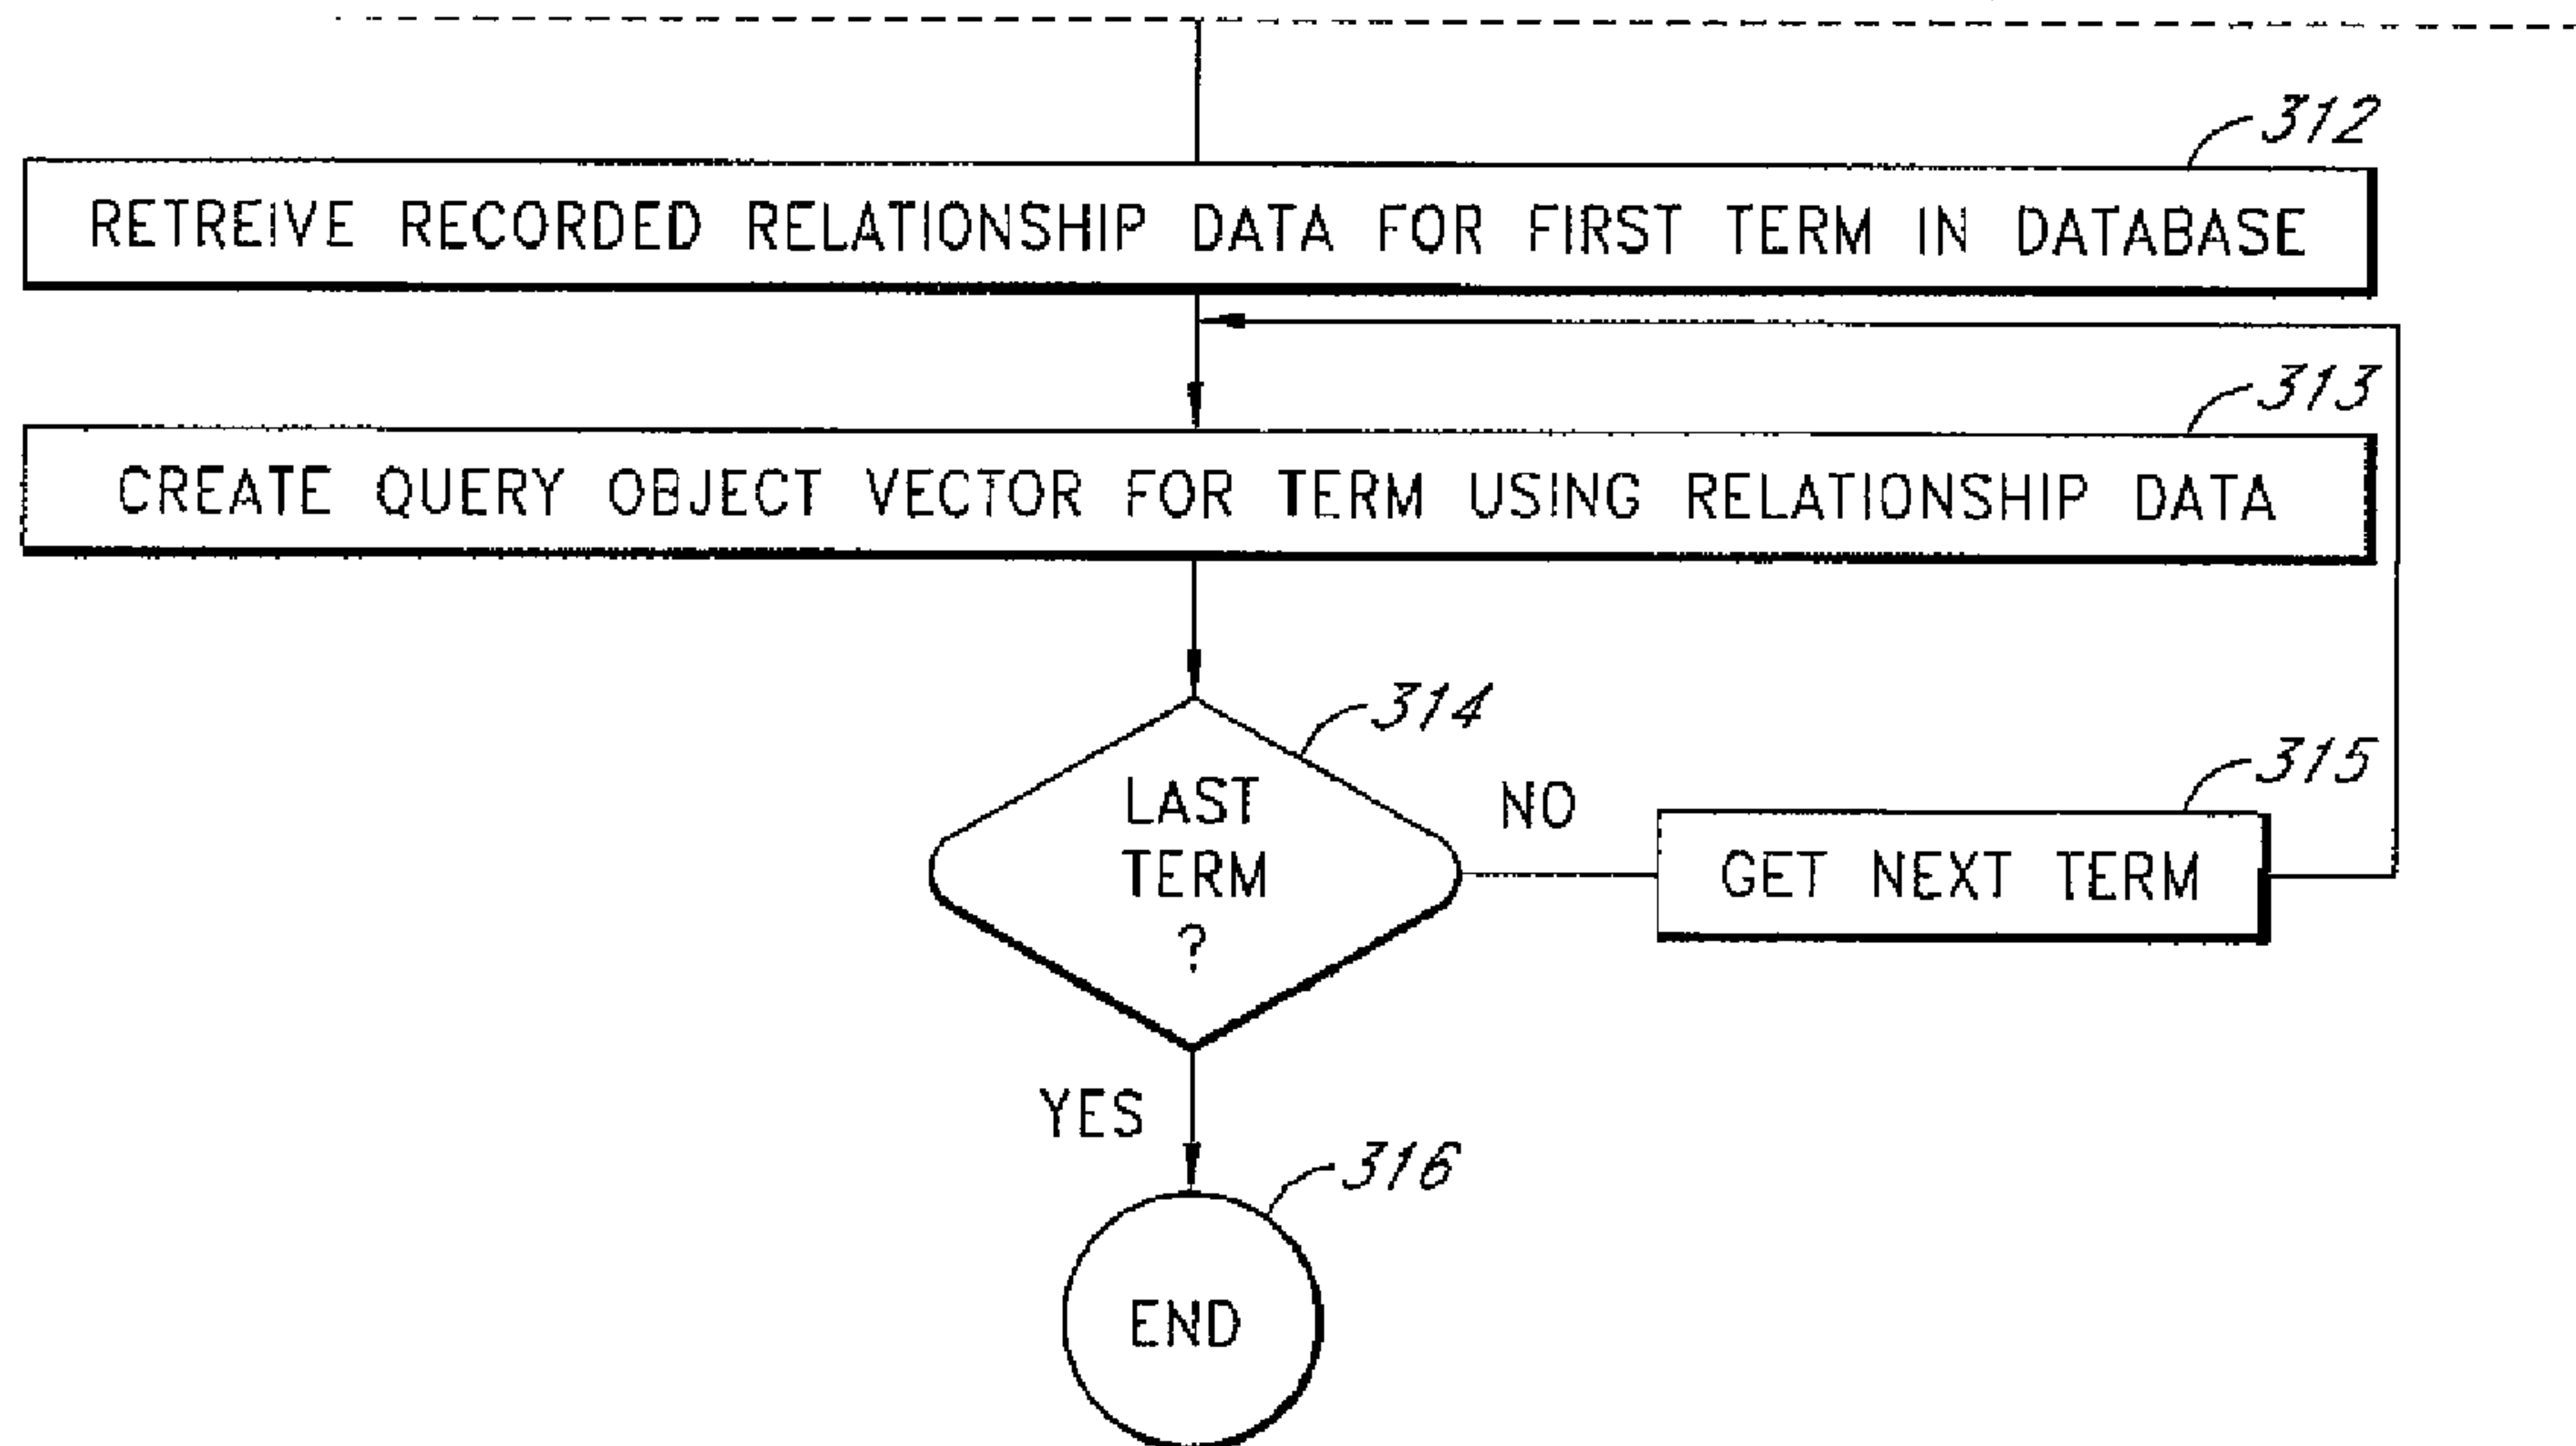 312
RETREIVE RECORDED RELATIONSHIP DATA FOR FIRST TERM IN DATABASE
313
CREATE QUERY OBJECT VECTOR FOR TERM USING RELATIONSHIP DATA
314
LAST
TERM
?
NO
315
GET NEXT TERM
YES
316
END